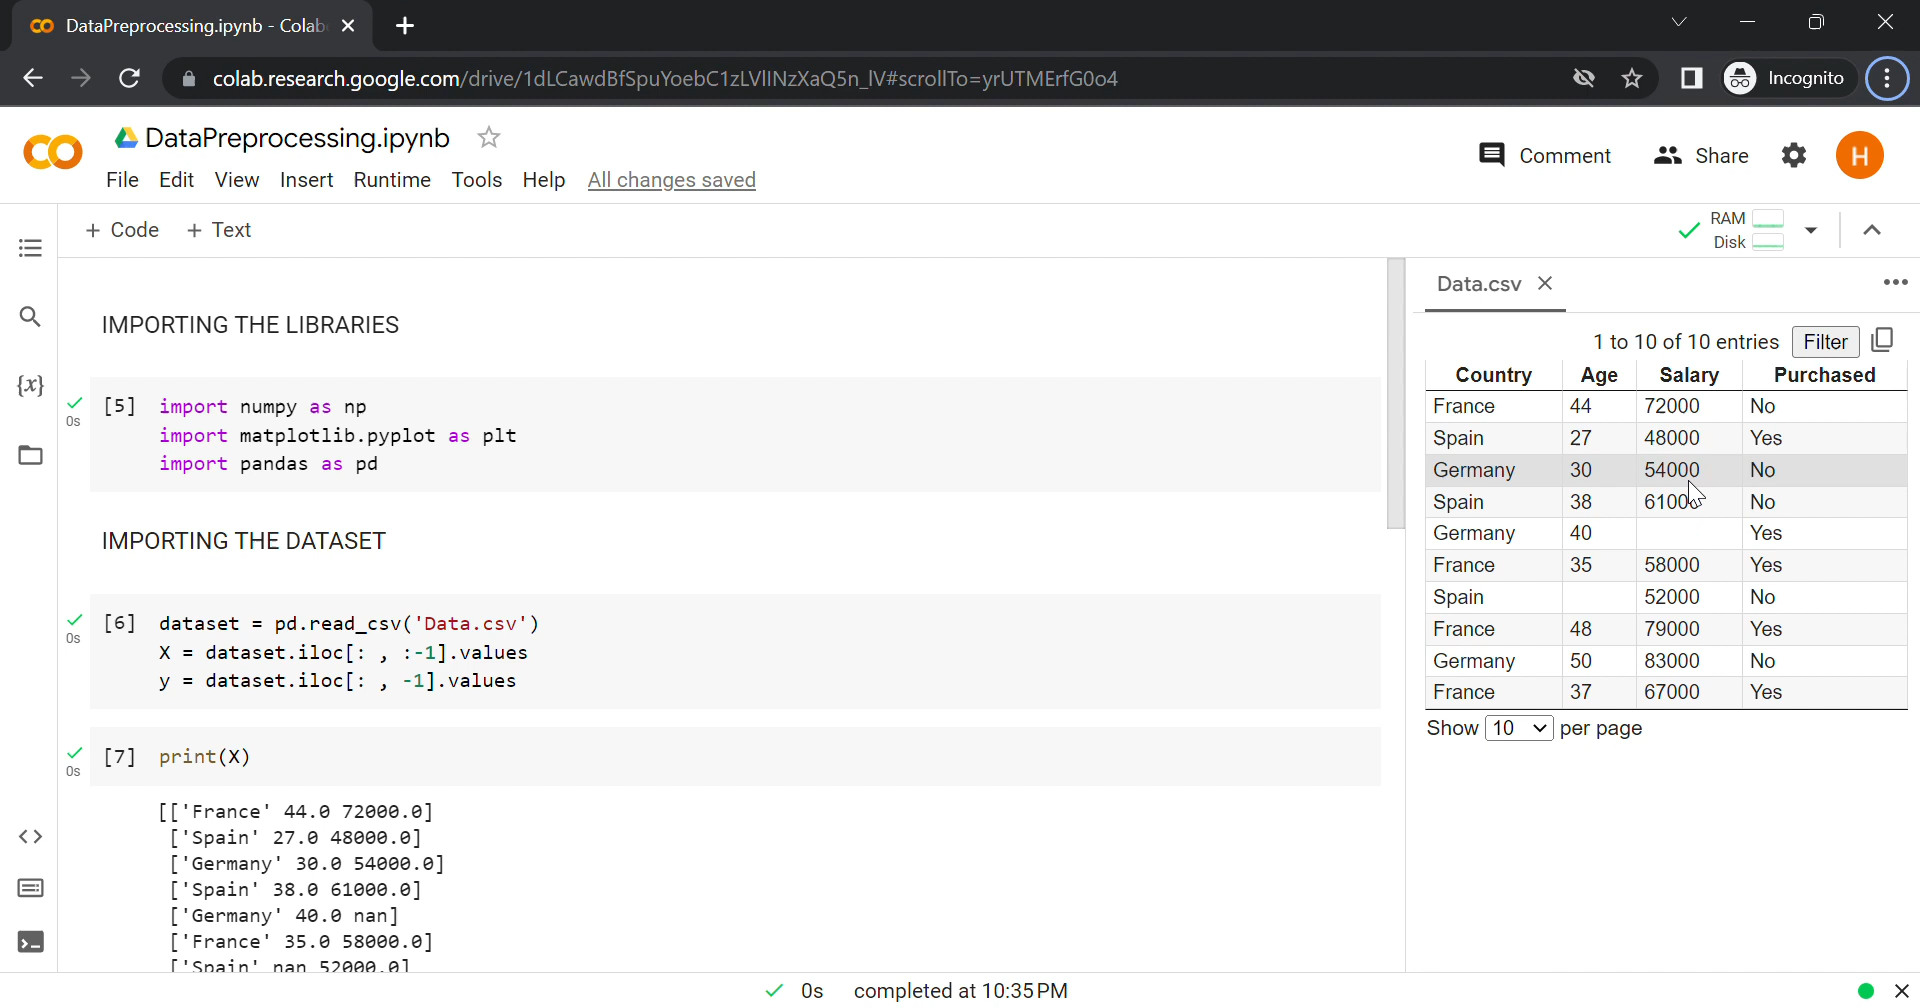 DataPreprocessing.ipynb - Colab
colab.research.google.com/drive/1dLCawdBfSpuYoebC1zLVlINzXaQ5n_IV#scrollTo=yrUTMErfG0o4
Incognito
DataPreprocessing.ipynb
File Edit View Insert Runtime Tools Help All changes saved
Comment Share H
+ Code + Text
RAM
Disk
IMPORTING THE LIBRARIES
[5] import numpy as np
0s
import matplotlib.pyplot as plt
import pandas as pd
IMPORTING THE DATASET
[6] dataset = pd.read_csv('Data.csv')
0s
X = dataset.iloc[: , :-1].values
y = dataset.iloc[: , -1].values
[7] print(X)
0s
[['France' 44.0 72000.0]
['Spain' 27.0 48000.0]
['Germany' 30.0 54000.0]
['Spain' 38.0 61000.0]
['Germany' 40.0 nan]
['France' 35.0 58000.0]
['Spain' nan 52000.0]
Data.csv
1 to 10 of 10 entries Filter
Country Age Salary Purchased
France 44 72000 No
Spain 27 48000 Yes
Germany 30 54000 No
Spain 38 61000 No
Germany 40 Yes
France 35 58000 Yes
Spain 52000 No
France 48 79000 Yes
Germany 50 83000 No
France 37 67000 Yes
Show 10 per page
0s completed at 10:35 PM